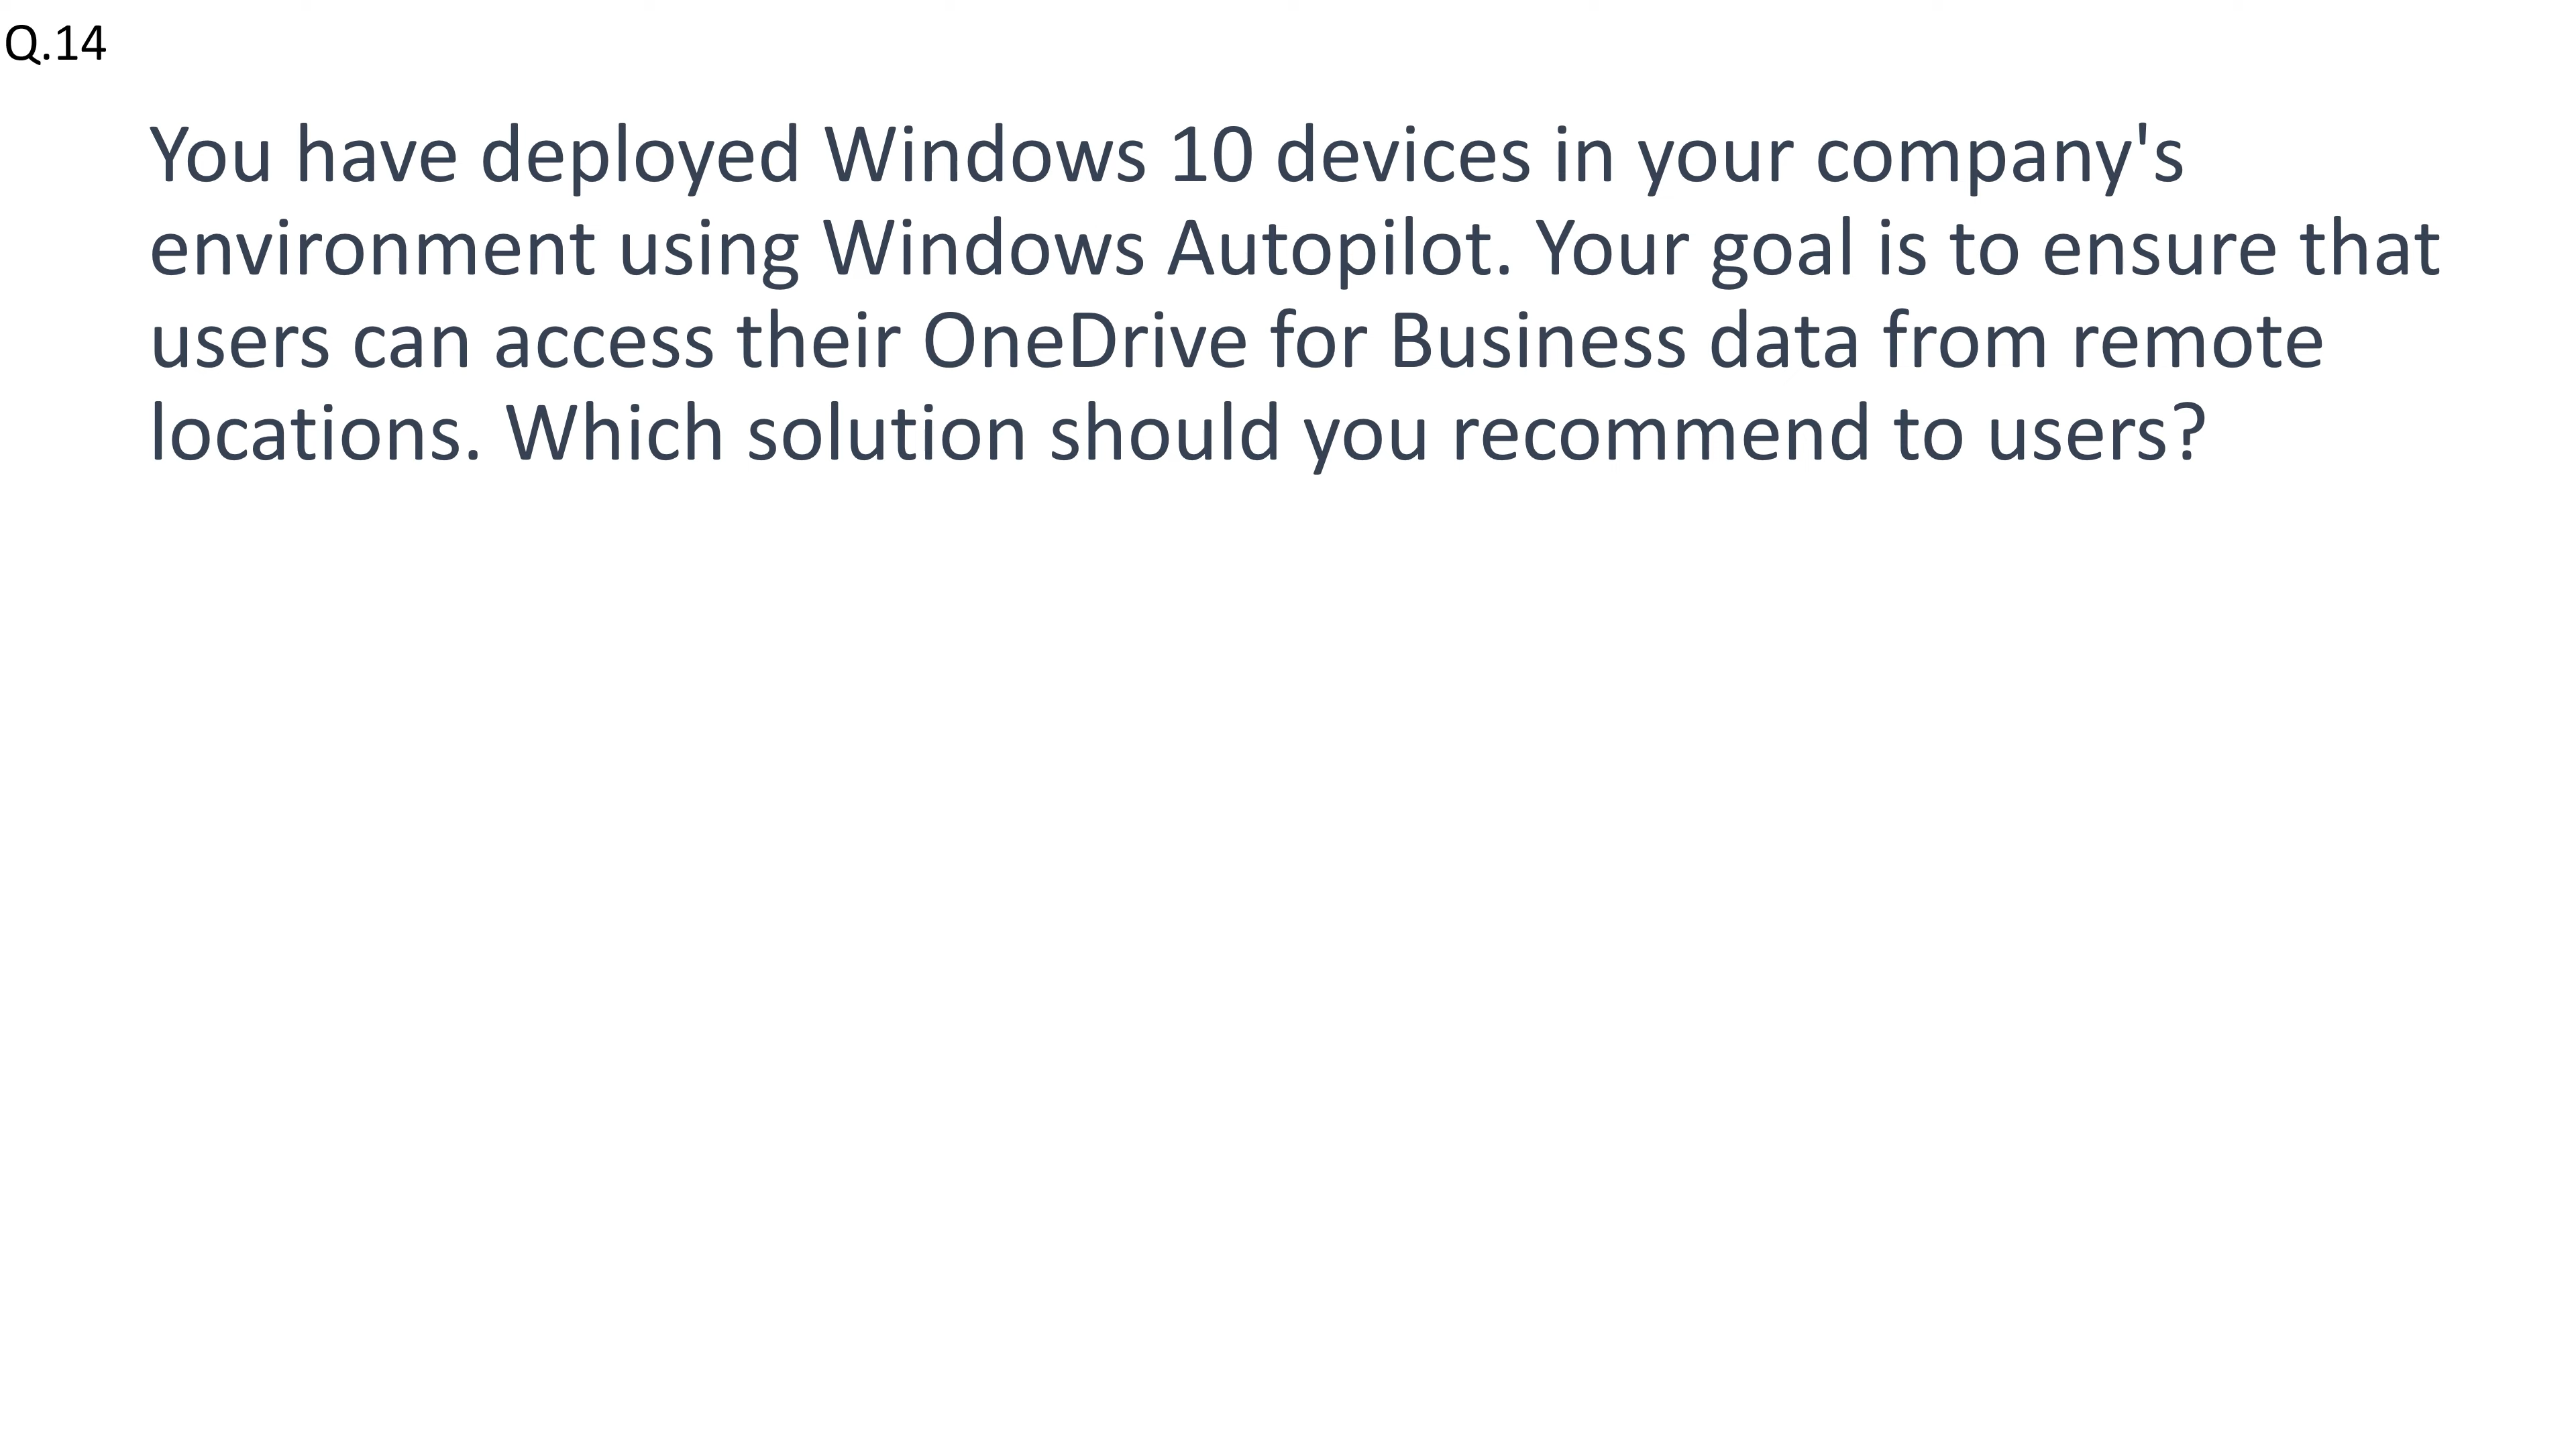 Q.14
You have deployed Windows 10 devices in your company's
environment using Windows Autopilot. Your goal is to ensure that
users can access their OneDrive for Business data from remote
locations. Which solution should you recommend to users?